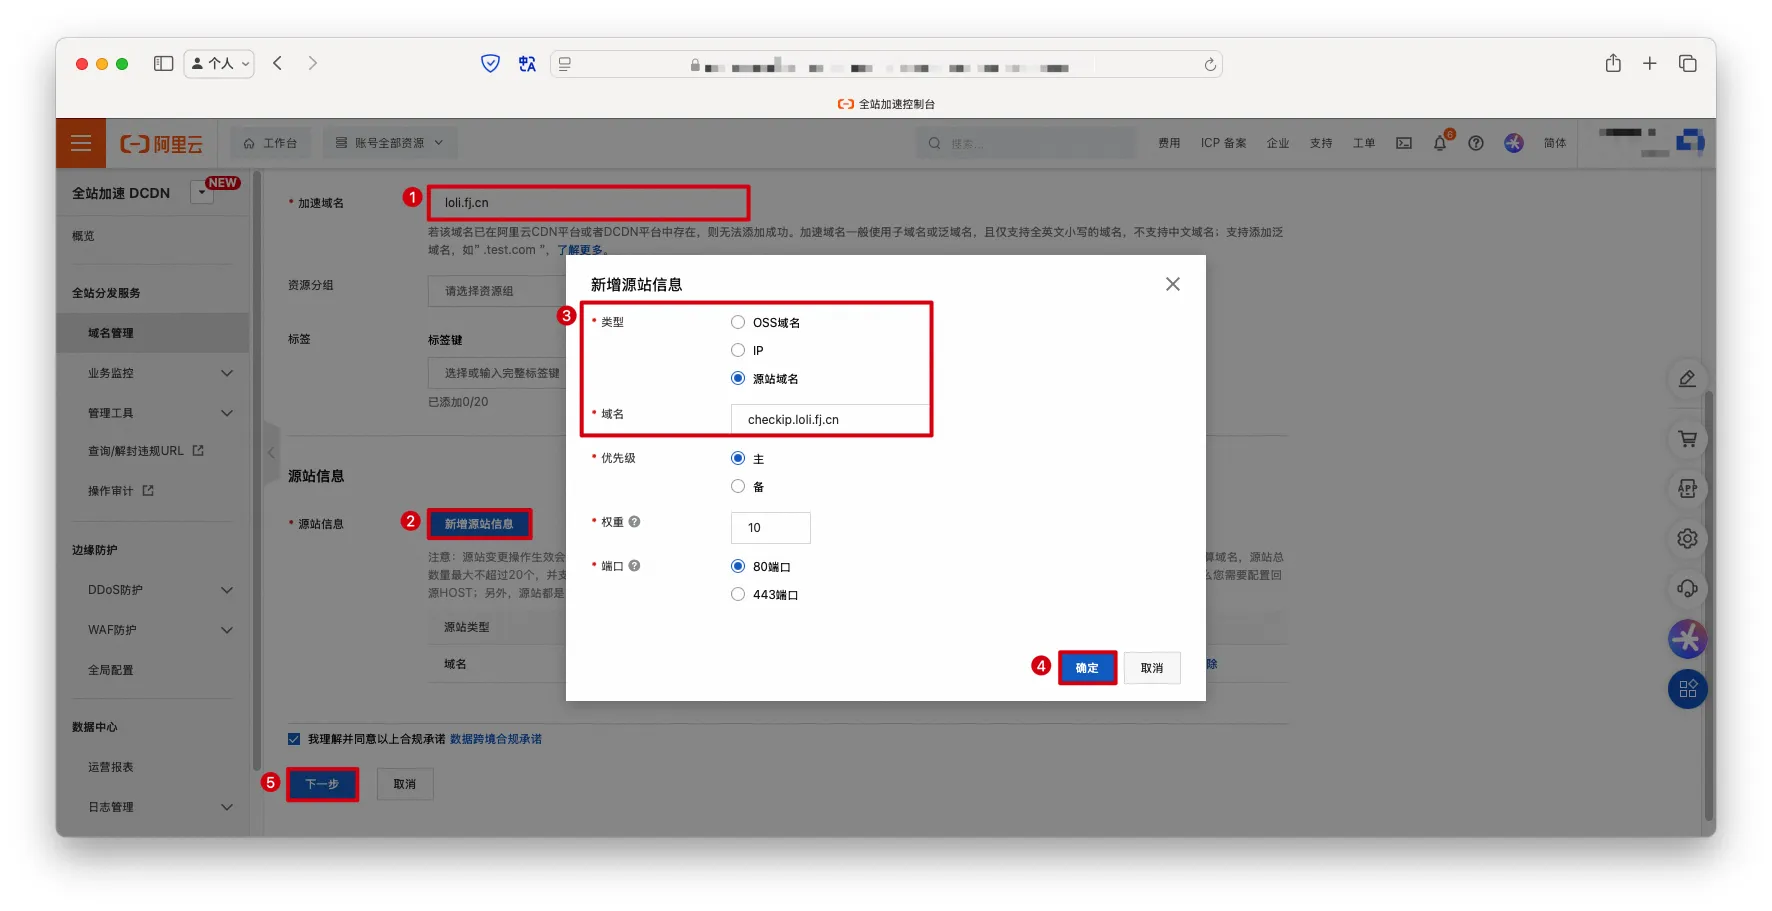 个人
全站加速控制台
阿里云
工作台
账号全部资源
搜索...
费用
ICP 备案
企业
支持
工单
6
简体
全站加速 DCDN
NEW
概览
全站分发服务
域名管理
业务监控
管理工具
查询/解封违规URL
操作审计
边缘防护
DDoS防护
WAF防护
全局配置
数据中心
运营报表
日志管理
* 加速域名
1
loli.fj.cn
若该域名已在阿里云CDN平台或者DCDN平台中存在，则无法添加成功。加速域名一般使用子域名或泛域名，且仅支持全英文小写的域名，不支持中文域名；支持添加泛
域名，如" .test.com "，了解更多。
资源分组
请选择资源组
标签
标签键
选择或输入完整标签键
已添加0/20
源站信息
* 源站信息
2
新增源站信息
注意：源站变更操作生效会
算域名，源站总
数量最大不超过20个，并支
么您需要配置回
源HOST；另外，源站都是
源站类型
域名
除
我理解并同意以上合规承诺 数据跨境合规承诺
5
下一步
取消
新增源站信息
3
* 类型
OSS域名
IP
源站域名
* 域名
checkip.loli.fj.cn
* 优先级
主
备
* 权重
10
* 端口
80端口
443端口
4
确定
取消
APP